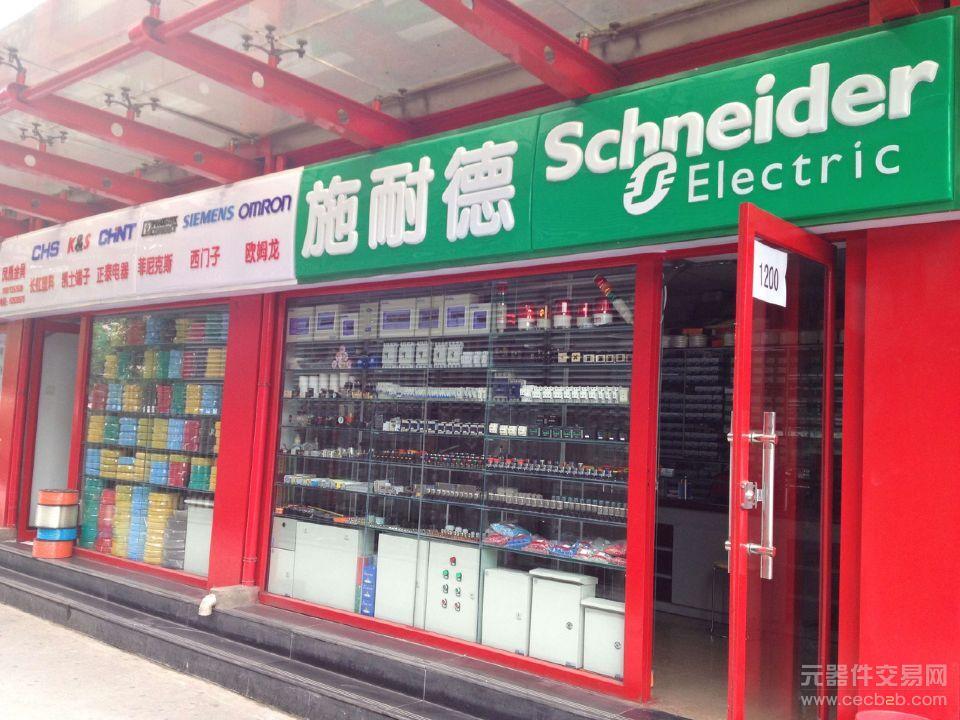 施耐德
Schneider
Electric
CHS
K&S
CHNT
PHOENIX CONTACT
SIEMENS
OMRON
长虹塑料
凯士端子
正泰电器
菲尼克斯
西门子
欧姆龙
1200
元器件交易网
www.cecb2b.com